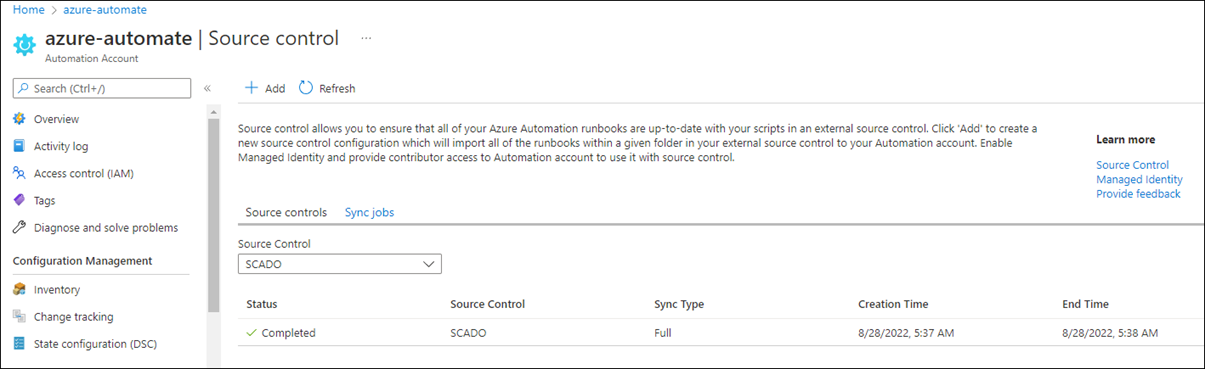 Home > azure-automate
azure-automate | Source control ...
Automation Account
Search (Ctrl+/)
«
Overview
Activity log
Access control (IAM)
Tags
Diagnose and solve problems
Configuration Management
Inventory
Change tracking
State configuration (DSC)
+ Add Refresh
Source control allows you to ensure that all of your Azure Automation runbooks are up-to-date with your scripts in an external source control. Click 'Add' to create a
new source control configuration which will import all of the runbooks within a given folder in your external source control to your Automation account. Enable
Managed Identity and provide contributor access to Automation account to use it with source control.
Learn more
Source Control
Managed Identity
Provide feedback
Source controls Sync jobs
Source Control
SCADO
Status Source Control Sync Type Creation Time End Time
Completed SCADO Full 8/28/2022, 5:37 AM 8/28/2022, 5:38 AM